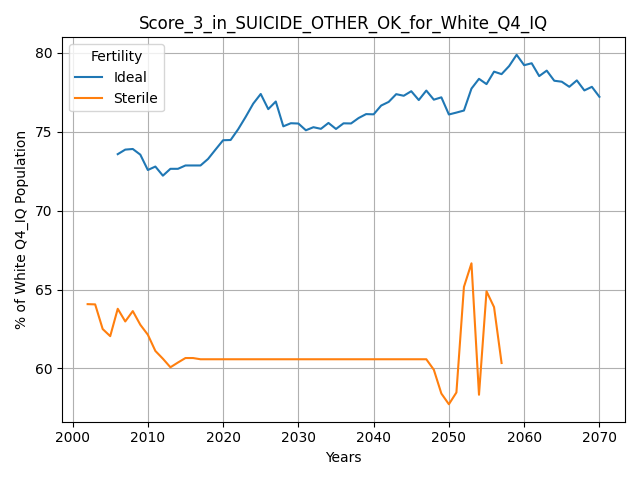 Score_3_in_SUICIDE_OTHER_OK_for_White_Q4_IQ
Fertility
Ideal
Sterile
% of White Q4_IQ Population
80
75
70
65
60
2000
2010
2020
2030
2040
2050
2060
2070
Years